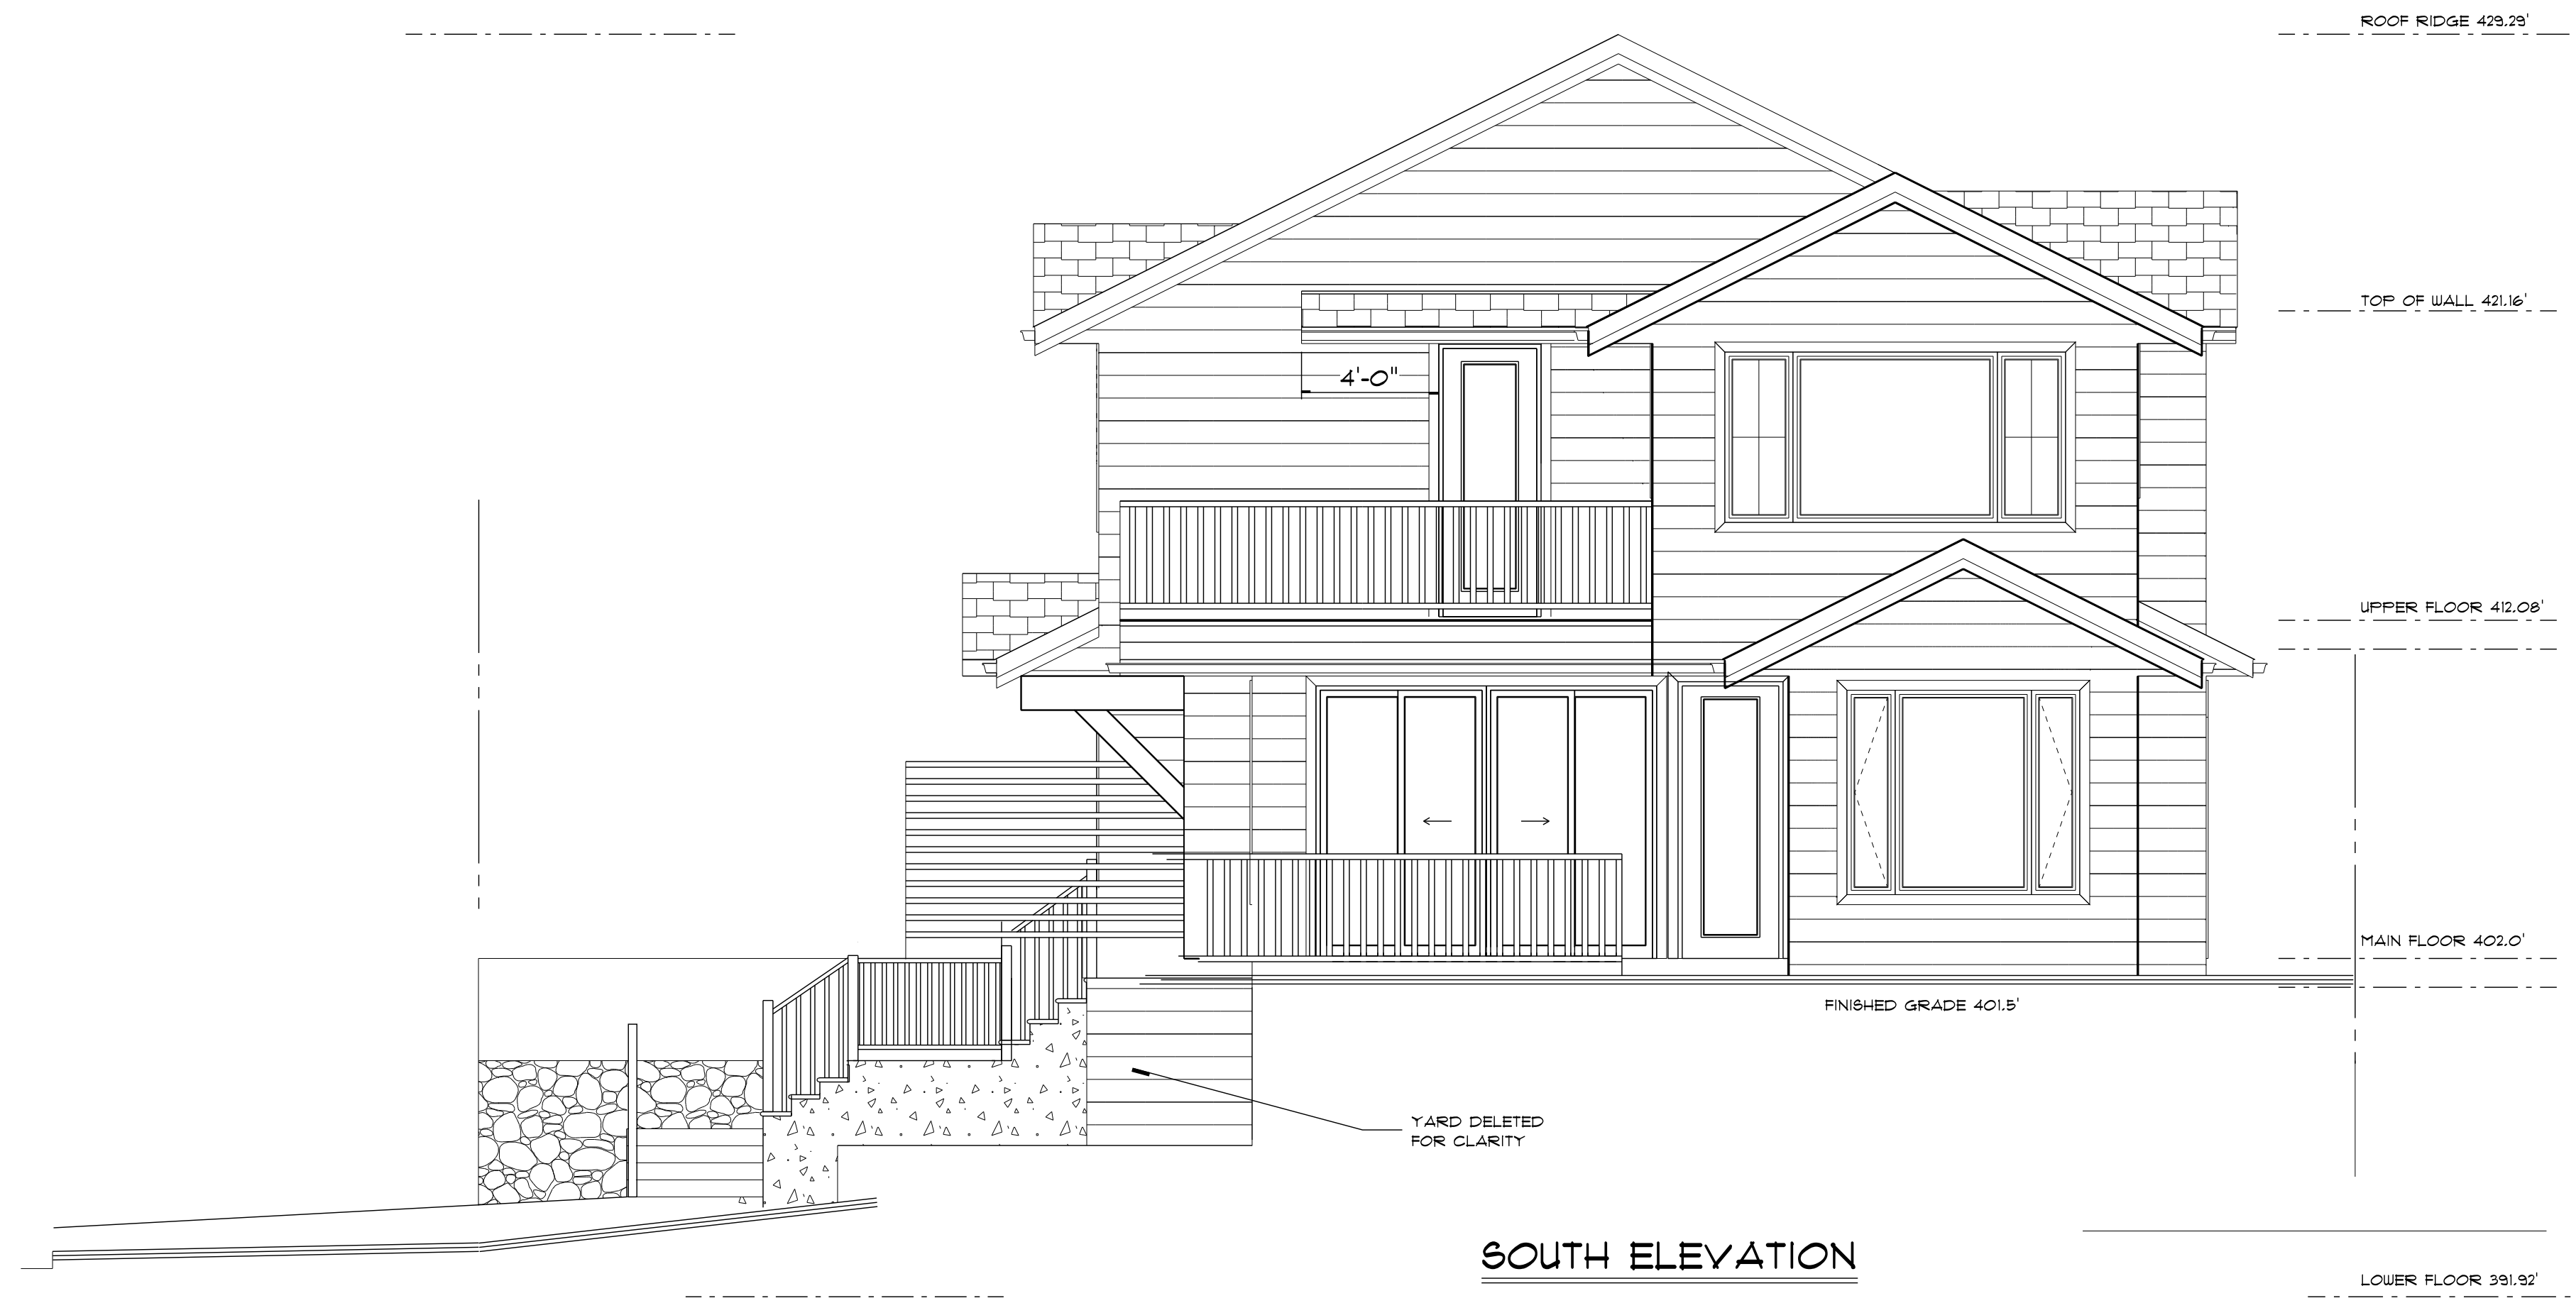 ROOF RIDGE 429.29'
TOP OF WALL 421.16'
4'-0"
UPPER FLOOR 412.08'
MAIN FLOOR 402.0'
FINISHED GRADE 401.5'
YARD DELETED
FOR CLARITY
SOUTH ELEVATION
LOWER FLOOR 391.92'